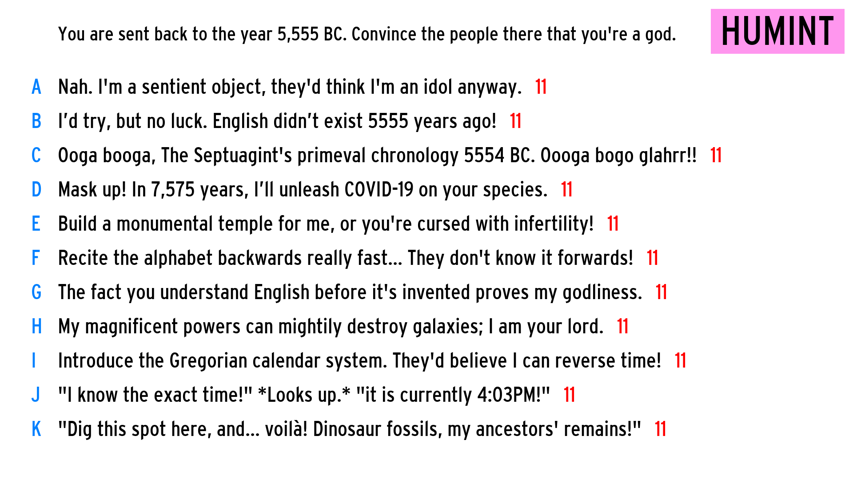 You are sent back to the year 5,555 BC. Convince the people there that you're a god.
HUMINT
A Nah. I'm a sentient object, they'd think I'm an idol anyway. 11
B I’d try, but no luck. English didn’t exist 5555 years ago! 11
C Ooga booga, The Septuagint's primeval chronology 5554 BC. Oooga bogo glahrr!! 11
D Mask up! In 7,575 years, I’ll unleash COVID-19 on your species. 11
E Build a monumental temple for me, or you're cursed with infertility! 11
F Recite the alphabet backwards really fast... They don't know it forwards! 11
G The fact you understand English before it's invented proves my godliness. 11
H My magnificent powers can mightily destroy galaxies; I am your lord. 11
I Introduce the Gregorian calendar system. They'd believe I can reverse time! 11
J "I know the exact time!" *Looks up.* "it is currently 4:03PM!" 11
K "Dig this spot here, and... voilà! Dinosaur fossils, my ancestors' remains!" 11